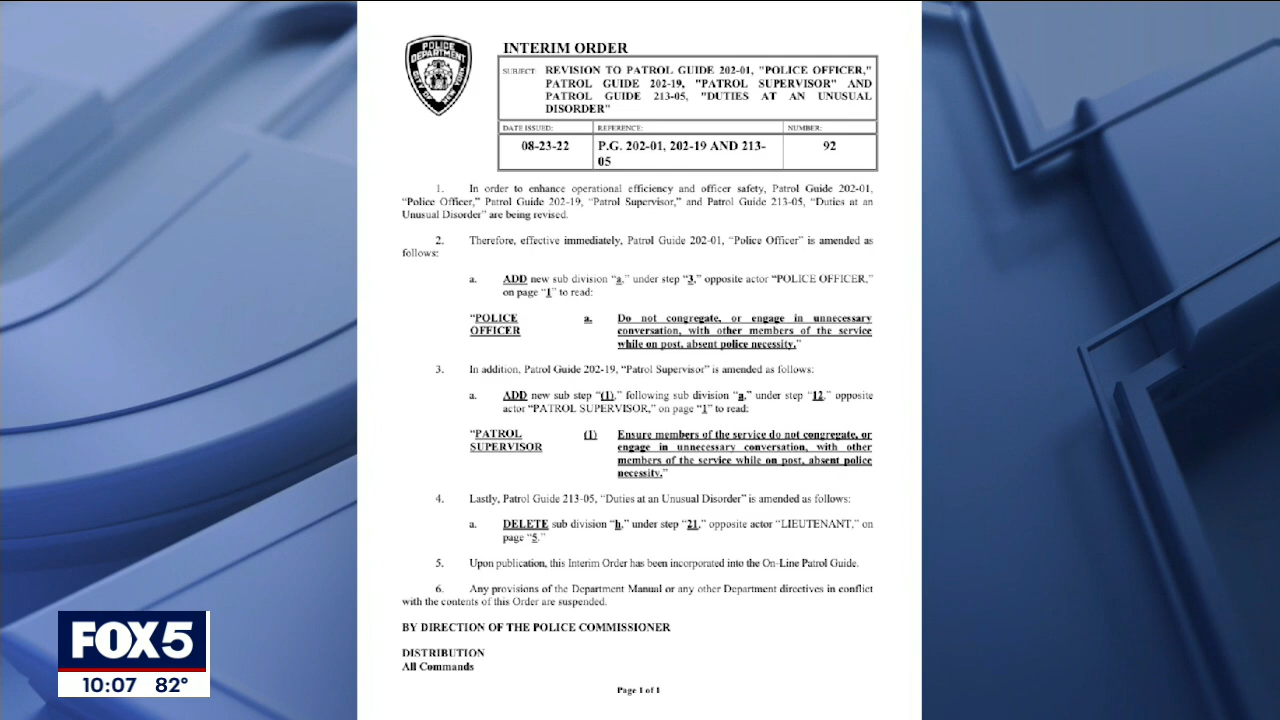 POLICE
DEPARTMENT
CITY OF NEW YORK
INTERIM ORDER
SUBJECT: REVISION TO PATROL GUIDE 202-01, "POLICE OFFICER,"
PATROL GUIDE 202-19, "PATROL SUPERVISOR" AND
PATROL GUIDE 213-05, "DUTIES AT AN UNUSUAL
DISORDER"
DATE ISSUED: REFERENCE: NUMBER:
08-23-22 P.G. 202-01, 202-19 AND 213- 92
05
1. In order to enhance operational efficiency and officer safety, Patrol Guide 202-01,
“Police Officer,” Patrol Guide 202-19, “Patrol Supervisor,” and Patrol Guide 213-05, “Duties at an
Unusual Disorder” are being revised.
2. Therefore, effective immediately, Patrol Guide 202-01, “Police Officer” is amended as
follows:
a. ADD new sub division “a,” under step “3,” opposite actor “POLICE OFFICER,”
on page “1” to read:
“POLICE a. Do not congregate, or engage in unnecessary
OFFICER conversation, with other members of the service
while on post, absent police necessity.”
3. In addition, Patrol Guide 202-19, “Patrol Supervisor” is amended as follows:
a. ADD new sub step “(1),” following sub division “a,” under step “12,” opposite
actor “PATROL SUPERVISOR,” on page “1” to read:
“PATROL (1) Ensure members of the service do not congregate, or
SUPERVISOR engage in unnecessary conversation, with other
members of the service while on post, absent police
necessity.”
4. Lastly, Patrol Guide 213-05, “Duties at an Unusual Disorder” is amended as follows:
a. DELETE sub division “h,” under step “21,” opposite actor “LIEUTENANT,” on
page “5.”
5. Upon publication, this Interim Order has been incorporated into the On-Line Patrol Guide.
6. Any provisions of the Department Manual or any other Department directives in conflict
with the contents of this Order are suspended.
BY DIRECTION OF THE POLICE COMMISSIONER
DISTRIBUTION
All Commands
Page 1 of 1
FOX 5
10:07 82°